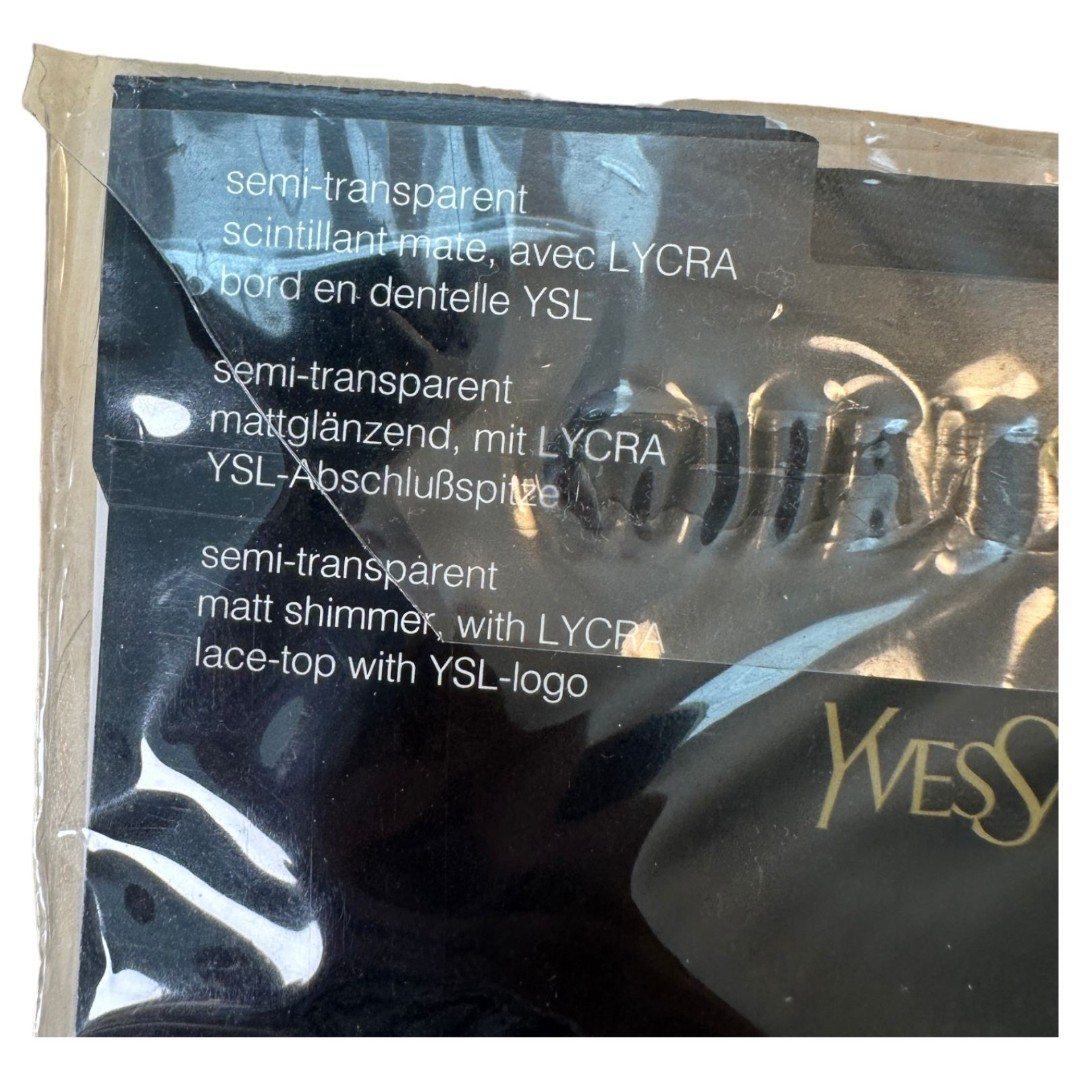 semi-transparent
scintillant mate, avec LYCRA
bord en dentelle YSL
semi-transparent
mattglänzend, mit LYCRA
YSL-Abschlußspitze
semi-transparent
matt shimmer, with LYCRA
lace-top with YSL-logo
YVES